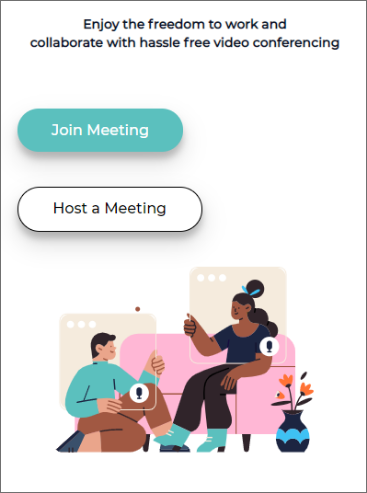 Enjoy the freedom to work and
collaborate with hassle free video conferencing
Join Meeting
Host a Meeting